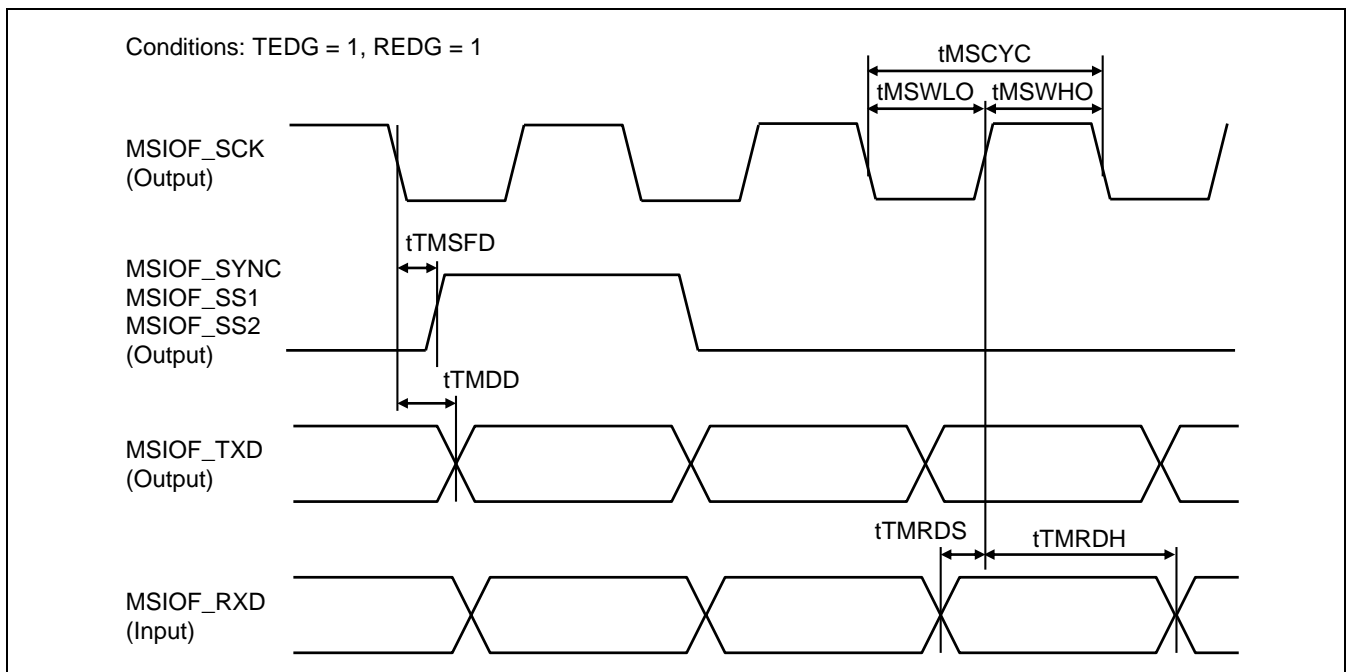 Conditions: TEDG = 1, REDG = 1
tMSCYC
tMSWLO tMSWHO
MSIOF_SCK
(Output)
tTMSFD
MSIOF_SYNC
MSIOF_SS1
MSIOF_SS2
(Output)
tTMDD
MSIOF_TXD
(Output)
tTMRDS
tTMRDH
MSIOF_RXD
(Input)